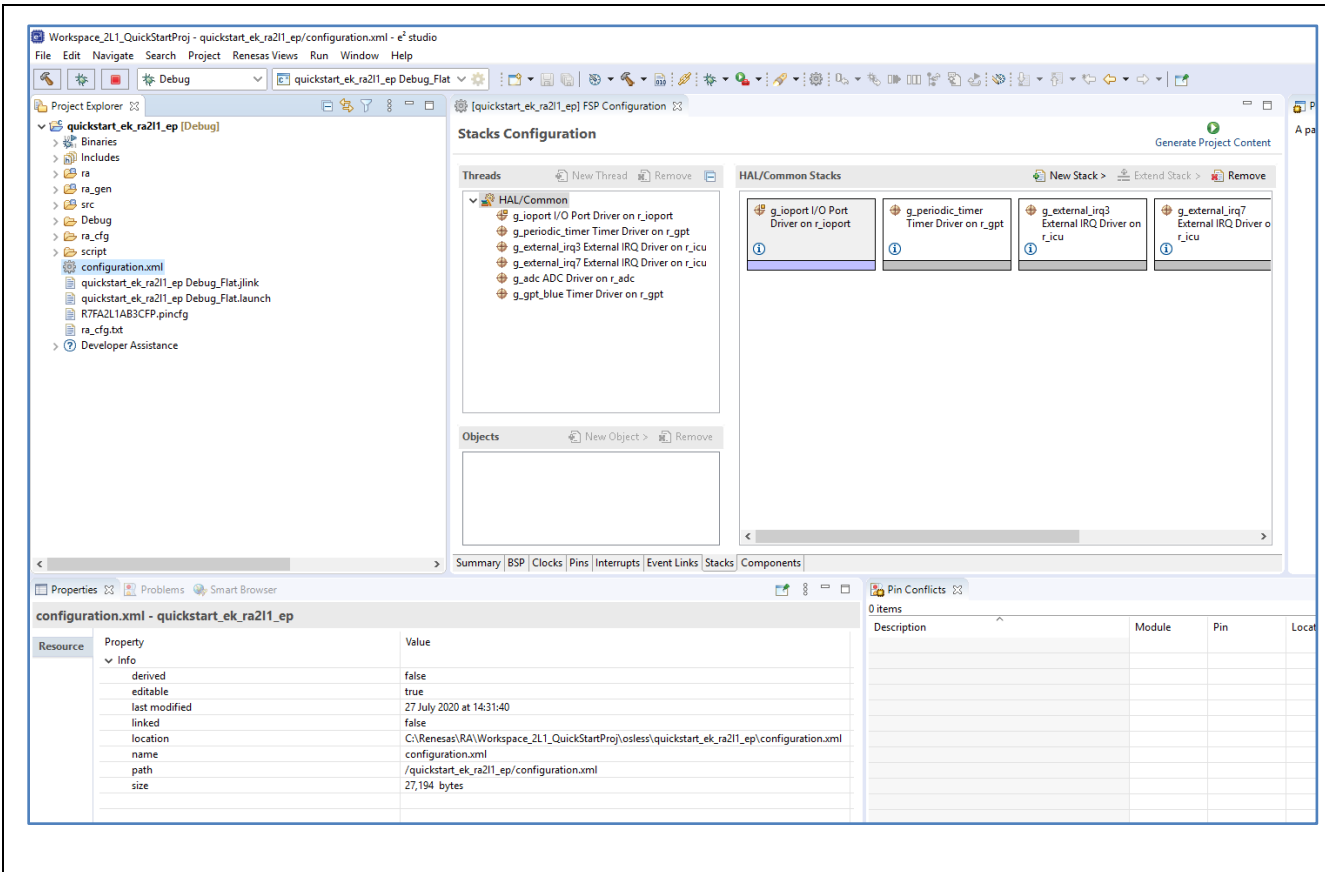 Workspace_2L1_QuickStartProj - quickstart_ek_ra2l1_ep/configuration.xml - e² studio
File Edit Navigate Search Project Renesas Views Run Window Help
Debug
quickstart_ek_ra2l1_ep Debug_Flat
Project Explorer
quickstart_ek_ra2l1_ep [Debug]
Binaries
Includes
ra
ra_gen
src
Debug
ra_cfg
script
configuration.xml
quickstart_ek_ra2l1_ep Debug_Flat.jlink
quickstart_ek_ra2l1_ep Debug_Flat.launch
R7FA2L1AB3CFP.pincfg
ra_cfg.txt
Developer Assistance
[quickstart_ek_ra2l1_ep] FSP Configuration
Stacks Configuration
Generate Project Content
Threads
New Thread
Remove
HAL/Common
g_ioport I/O Port Driver on r_ioport
g_periodic_timer Timer Driver on r_gpt
g_external_irq3 External IRQ Driver on r_icu
g_external_irq7 External IRQ Driver on r_icu
g_adc ADC Driver on r_adc
g_gpt_blue Timer Driver on r_gpt
Objects
New Object >
Remove
HAL/Common Stacks
New Stack >
Extend Stack >
Remove
g_ioport I/O Port
Driver on r_ioport
g_periodic_timer
Timer Driver on r_gpt
g_external_irq3
External IRQ Driver on
r_icu
g_external_irq7
External IRQ Driver o
r_icu
Summary BSP Clocks Pins Interrupts Event Links Stacks Components
P
A pa
Properties
Problems
Smart Browser
configuration.xml - quickstart_ek_ra2l1_ep
Resource
Property Value
Info
derived false
editable true
last modified 27 July 2020 at 14:31:40
linked false
location C:\Renesas\RA\Workspace_2L1_QuickStartProj\osless\quickstart_ek_ra2l1_ep\configuration.xml
name configuration.xml
path /quickstart_ek_ra2l1_ep/configuration.xml
size 27,194 bytes
Pin Conflicts
0 items
Description Module Pin Locat